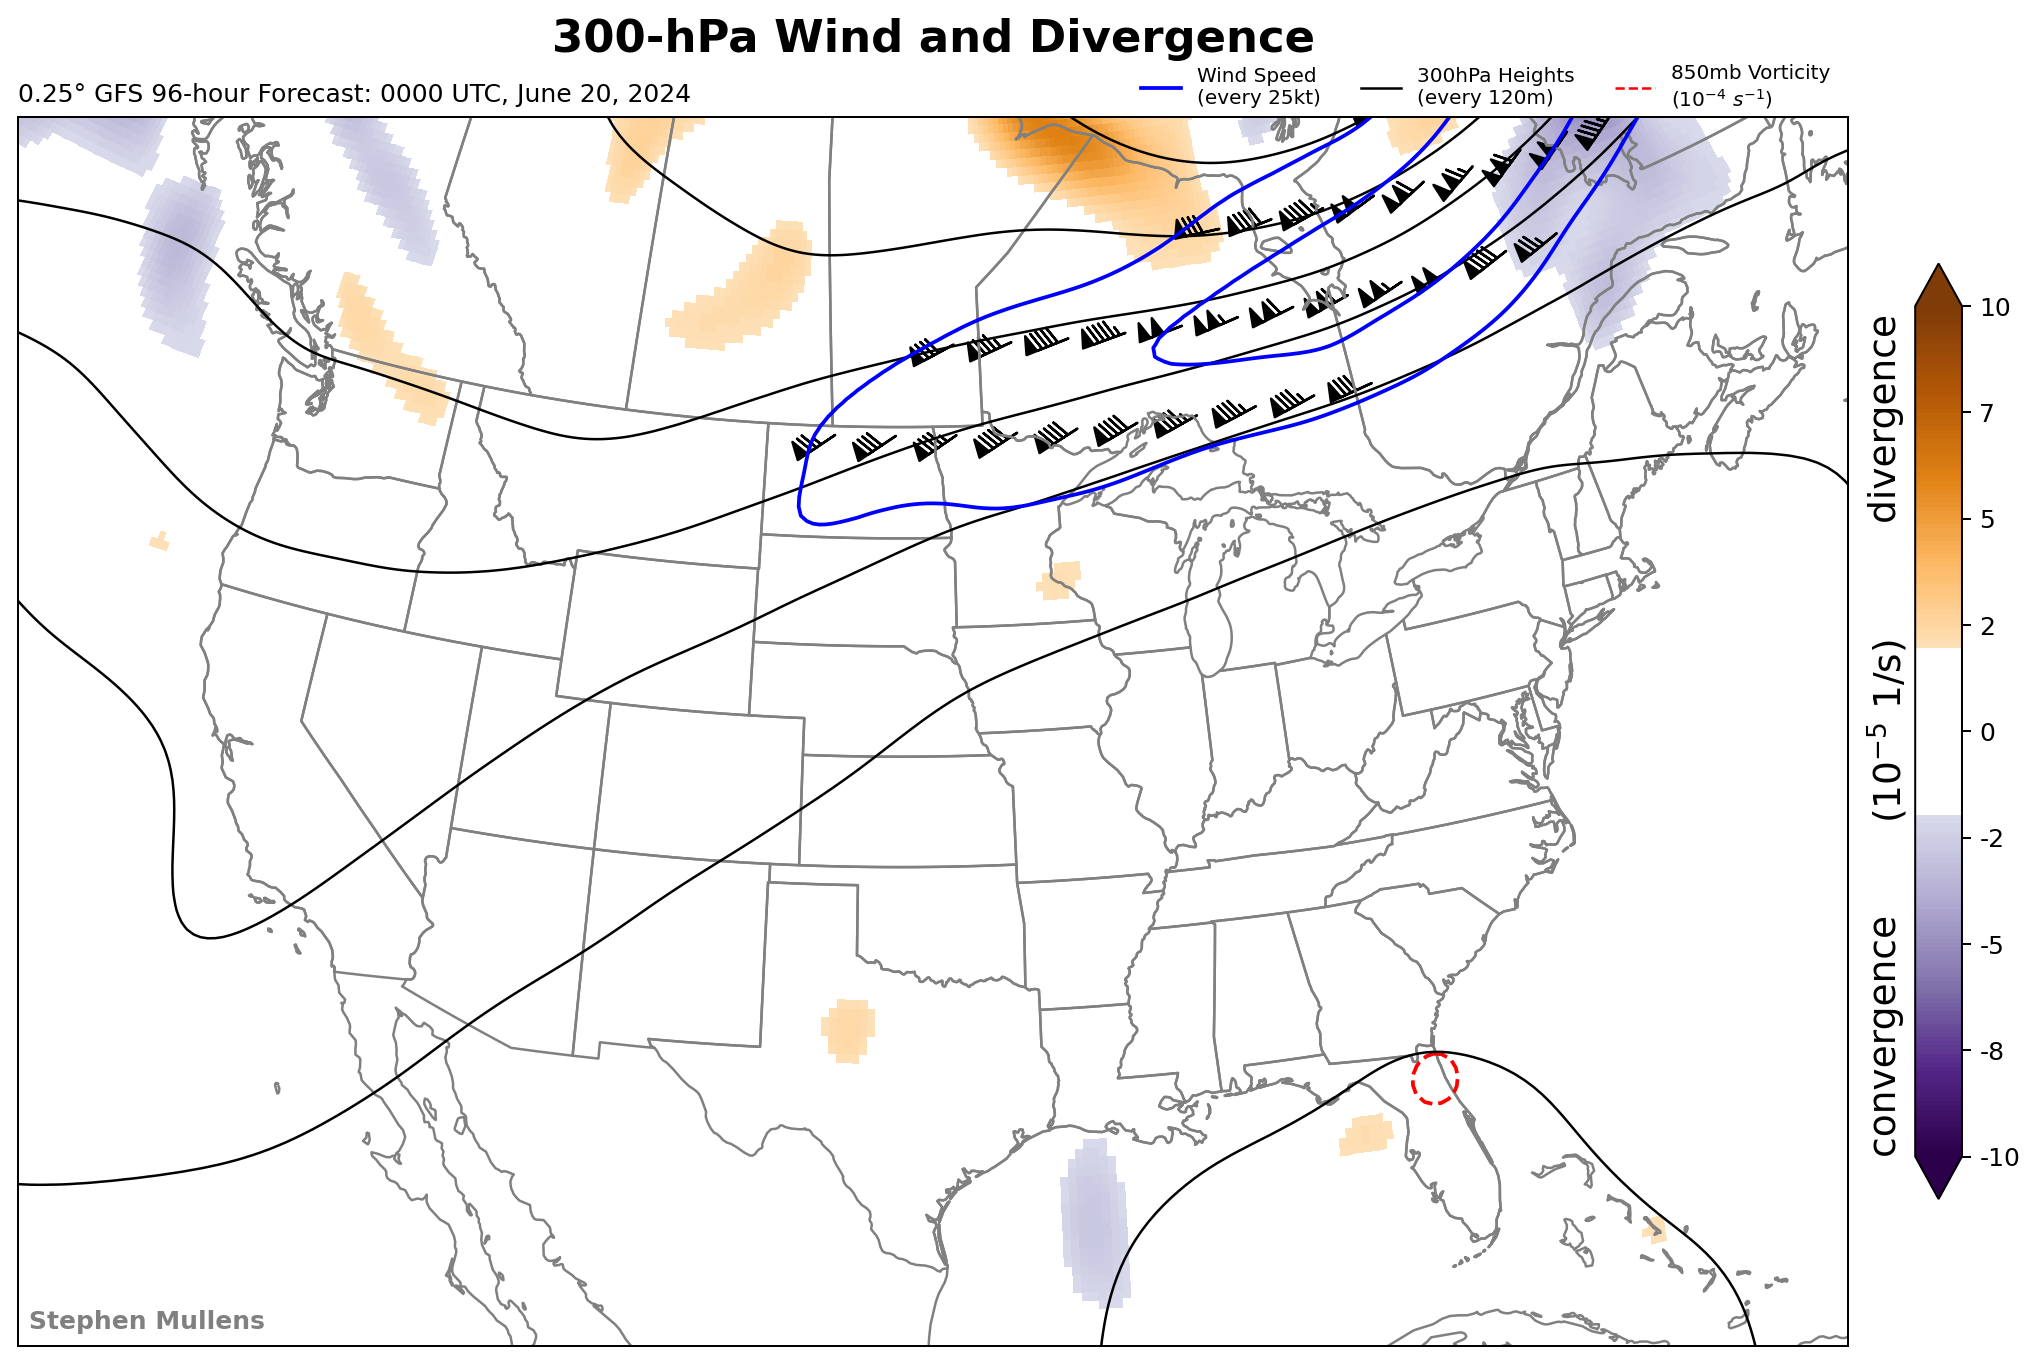 300-hPa Wind and Divergence
0.25° GFS 96-hour Forecast: 0000 UTC, June 20, 2024
Wind Speed
(every 25kt)
300hPa Heights
(every 120m)
850mb Vorticity
(10⁻⁴ s⁻¹)
10
7
5
2
0
-2
-5
-8
-10
convergence (10⁻⁵ 1/s) divergence
Stephen Mullens